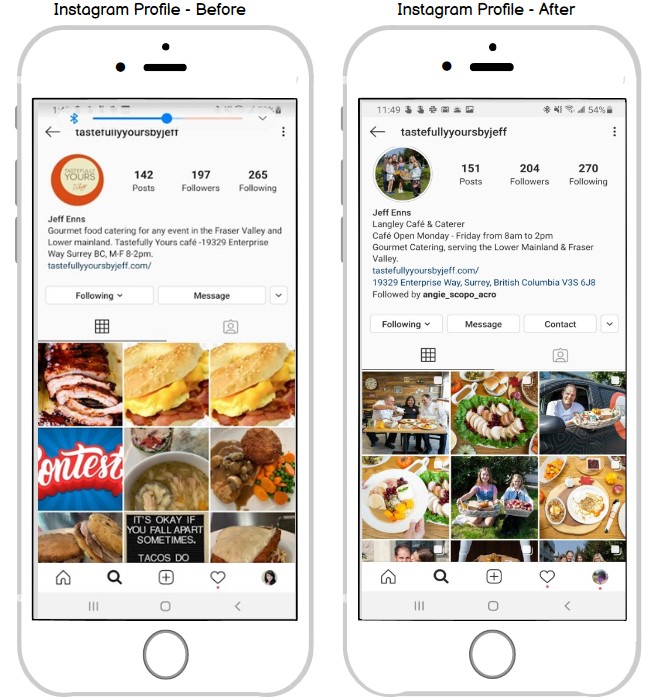 Instagram Profile - Before
tastefullyyoursbyjeff
TASTEFULLY
YOURS
142
197
265
Posts
Followers
Following
Jeff Enns
Gourmet food catering for any event in the Fraser Valley and
Lower mainland. Tastefully Yours café -19329 Enterprise
Way Surrey BC, M-F 8-2pm.
tastefullyyoursbyjeff.com/
Following
Message
ontest
IT'S OKAY IF
YOU FALL APART
SOMETIMES.
TACOS DO
Instagram Profile - After
11:49
54%
tastefullyyoursbyjeff
151
204
270
Posts
Followers
Following
Jeff Enns
Langley Café & Caterer
Café Open Monday - Friday from 8am to 2pm
Gourmet Catering, serving the Lower Mainland & Fraser
Valley.
tastefullyyoursbyjeff.com/
19329 Enterprise Way, Surrey, British Columbia V3S 6J8
Followed by angie_scopo_acro
Following
Message
Contact